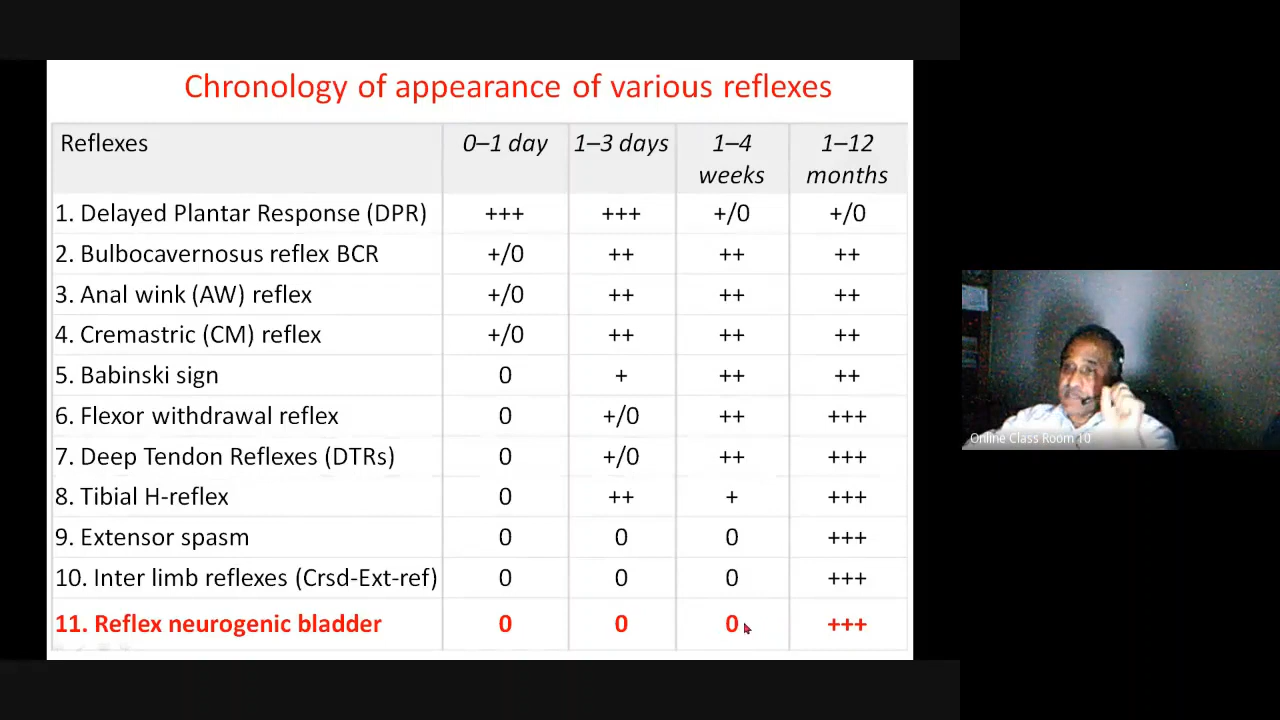 Chronology of appearance of various reflexes
Reflexes 0–1 day 1–3 days 1–4 weeks 1–12 months
1. Delayed Plantar Response (DPR) +++ +++ +/0 +/0
2. Bulbocavernosus reflex BCR +/0 ++ ++ ++
3. Anal wink (AW) reflex +/0 ++ ++ ++
4. Cremastric (CM) reflex +/0 ++ ++ ++
5. Babinski sign 0 + ++ ++
6. Flexor withdrawal reflex 0 +/0 ++ +++
7. Deep Tendon Reflexes (DTRs) 0 +/0 ++ +++
8. Tibial H-reflex 0 ++ + +++
9. Extensor spasm 0 0 0 +++
10. Inter limb reflexes (Crsd-Ext-ref) 0 0 0 +++
11. Reflex neurogenic bladder 0 0 0 +++
Online Class Room 10